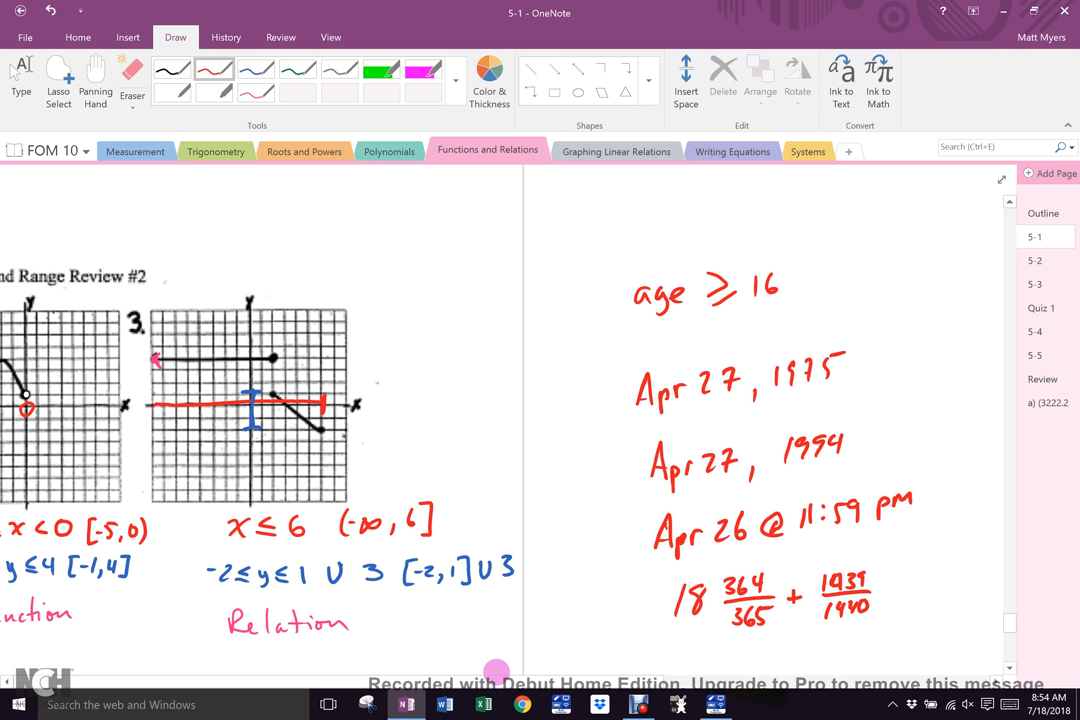 5-1 - OneNote
Matt Myers
File Home Insert Draw History Review View
Type
Lasso Select
Panning Hand
Eraser
Color & Thickness
Insert Space
Delete
Arrange
Rotate
Ink to Text
Ink to Math
Tools
Shapes
Edit
Convert
FOM 10
Measurement
Trigonometry
Roots and Powers
Polynomials
Functions and Relations
Graphing Linear Relations
Writing Equations
Systems
Search (Ctrl+E)
Add Page
Outline
5-1
5-2
5-3
Quiz 1
5-4
5-5
Review
a) (3222.2
nd Range Review #2
y
x
3.
y
x
x < 0 [-5,0)
y ≤ 4 [-1,4]
nction
x ≤ 6 (-∞, 6]
-2 ≤ y ≤ 1 U 3 [-2,1] U 3
Relation
age ≥ 16
Apr 27, 1975
Apr 27, 1994
Apr 26 @ 11:59 pm
18 364/365 + 1439/1440
NCH
Recorded with Debut Home Edition. Upgrade to Pro to remove this message
Search the web and Windows
8:54 AM
7/18/2018